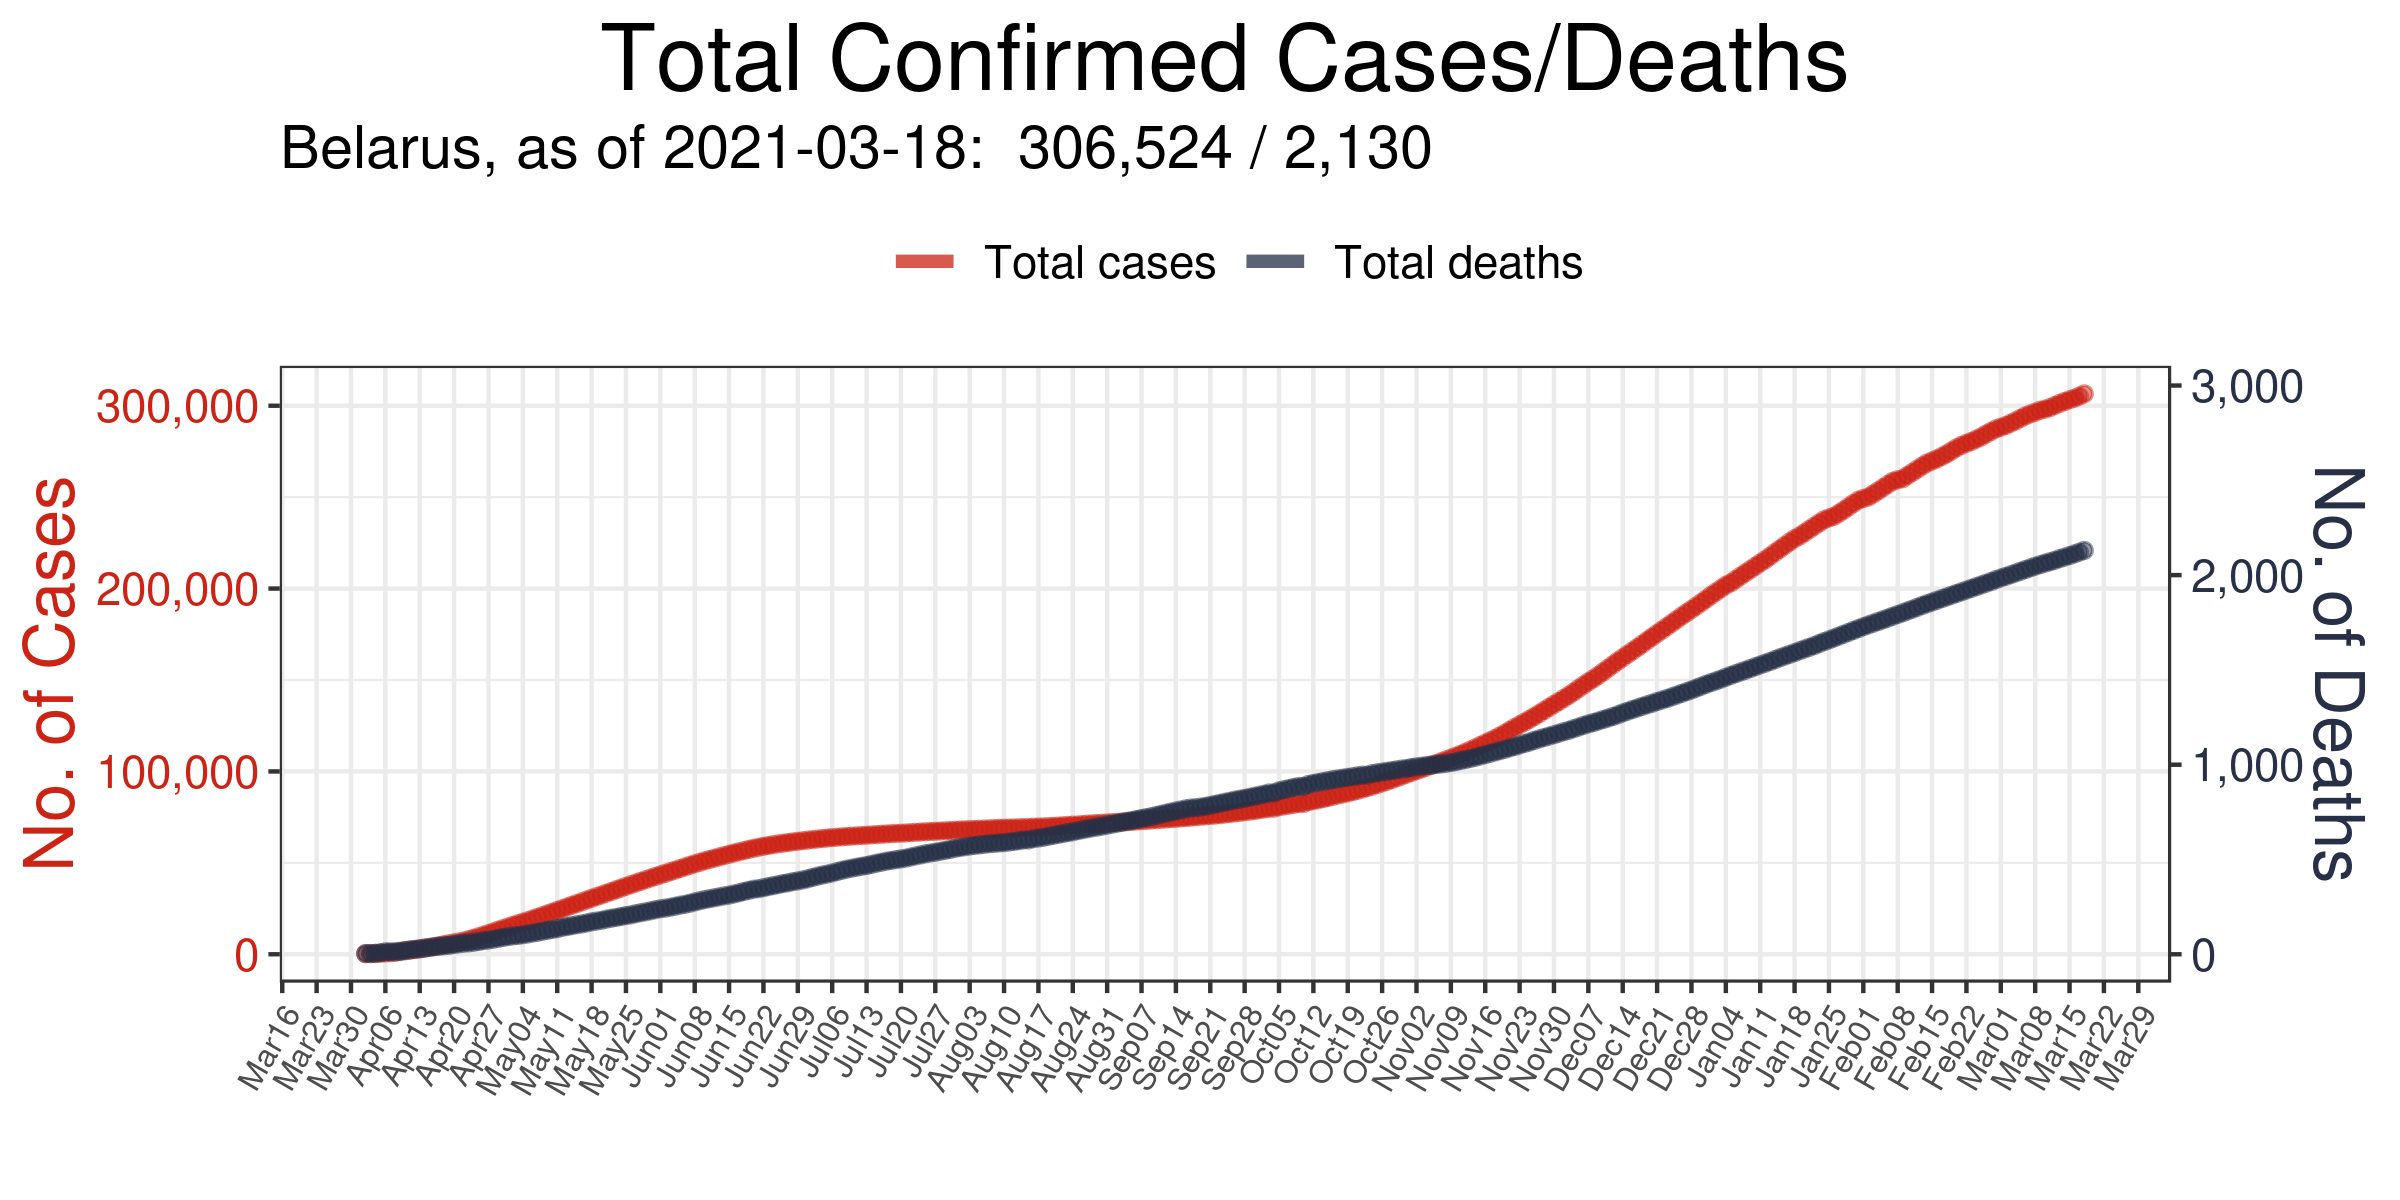 Total Confirmed Cases/Deaths
Belarus, as of 2021-03-18:  306,524 / 2,130
Total cases
Total deaths
No. of Cases
300,000
200,000
100,000
0
3,000
2,000
1,000
0
No. of Deaths
Mar16
Mar23
Mar30
Apr06
Apr13
Apr20
Apr27
May04
May11
May18
May25
Jun01
Jun08
Jun15
Jun22
Jun29
Jul06
Jul13
Jul20
Jul27
Aug03
Aug10
Aug17
Aug24
Aug31
Sep07
Sep14
Sep21
Sep28
Oct05
Oct12
Oct19
Oct26
Nov02
Nov09
Nov16
Nov23
Nov30
Dec07
Dec14
Dec21
Dec28
Jan04
Jan11
Jan18
Jan25
Feb01
Feb08
Feb15
Feb22
Mar01
Mar08
Mar15
Mar22
Mar29